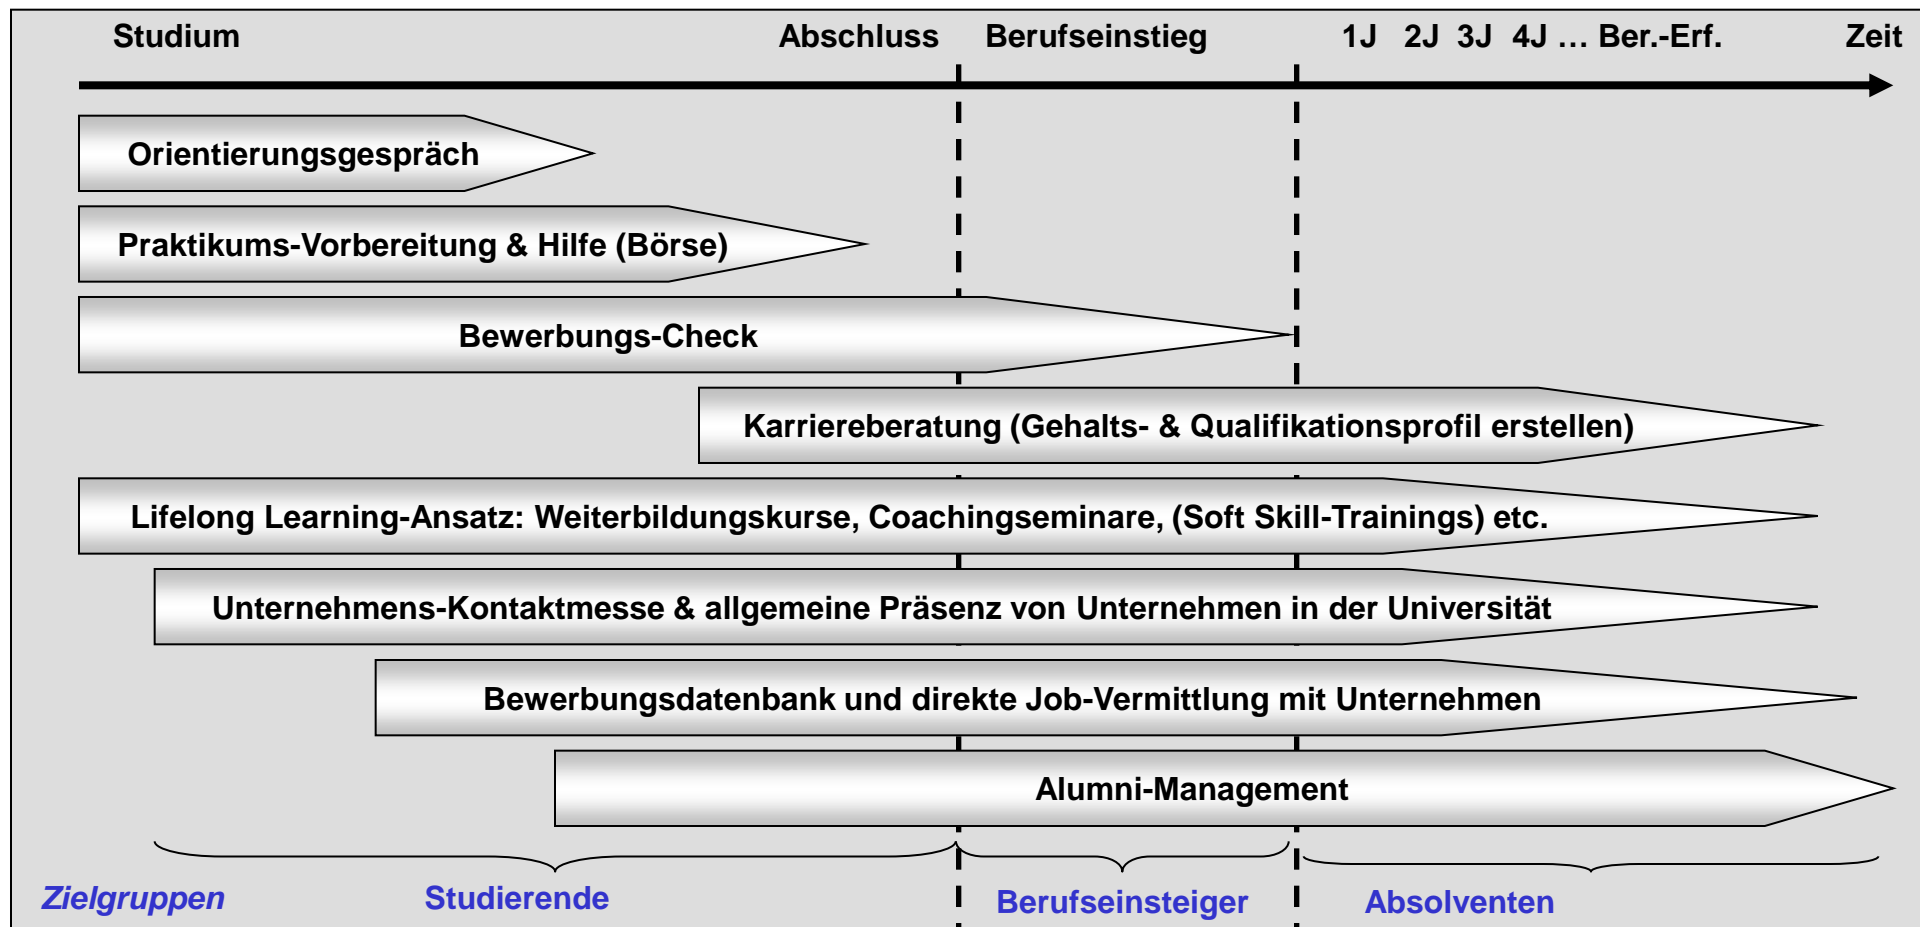 Studium Abschluss Berufseinstieg 1J 2J 3J 4J … Ber.-Erf. Zeit
Orientierungsgespräch
Praktikums-Vorbereitung & Hilfe (Börse)
Bewerbungs-Check
Karriereberatung (Gehalts- & Qualifikationsprofil erstellen)
Lifelong Learning-Ansatz: Weiterbildungskurse, Coachingseminare, (Soft Skill-Trainings) etc.
Unternehmens-Kontaktmesse & allgemeine Präsenz von Unternehmen in der Universität
Bewerbungsdatenbank und direkte Job-Vermittlung mit Unternehmen
Alumni-Management
Zielgruppen Studierende Berufseinsteiger Absolventen